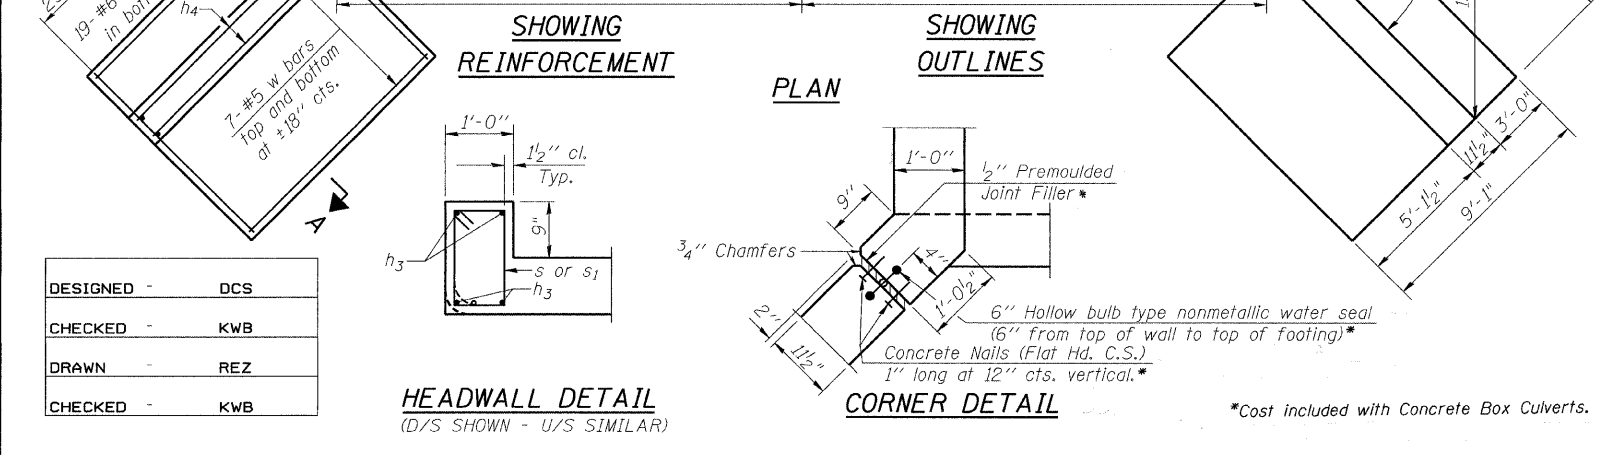 19-#6
in bott
h4
7-#5 w bars
top and bottom
at ±18" cts.
A
SHOWING
REINFORCEMENT
SHOWING
OUTLINES
PLAN
1'-0"
1½" cl.
Typ.
9"
h3
s or s1
h3
HEADWALL DETAIL
(D/S SHOWN - U/S SIMILAR)
1'-0"
½" Premoulded
Joint Filler*
9"
¾" Chamfers
4"
1'-0½"
2"
11½"
6" Hollow bulb type nonmetallic water seal
(6" from top of wall to top of footing)*
Concrete Nails (Flat Hd. C.S.)
1" long at 12" cts. vertical.*
CORNER DETAIL
3'-0"
11½"
5'-1½"
9'-1"
DESIGNED - DCS
CHECKED - KWB
DRAWN - REZ
CHECKED - KWB
*Cost included with Concrete Box Culverts.